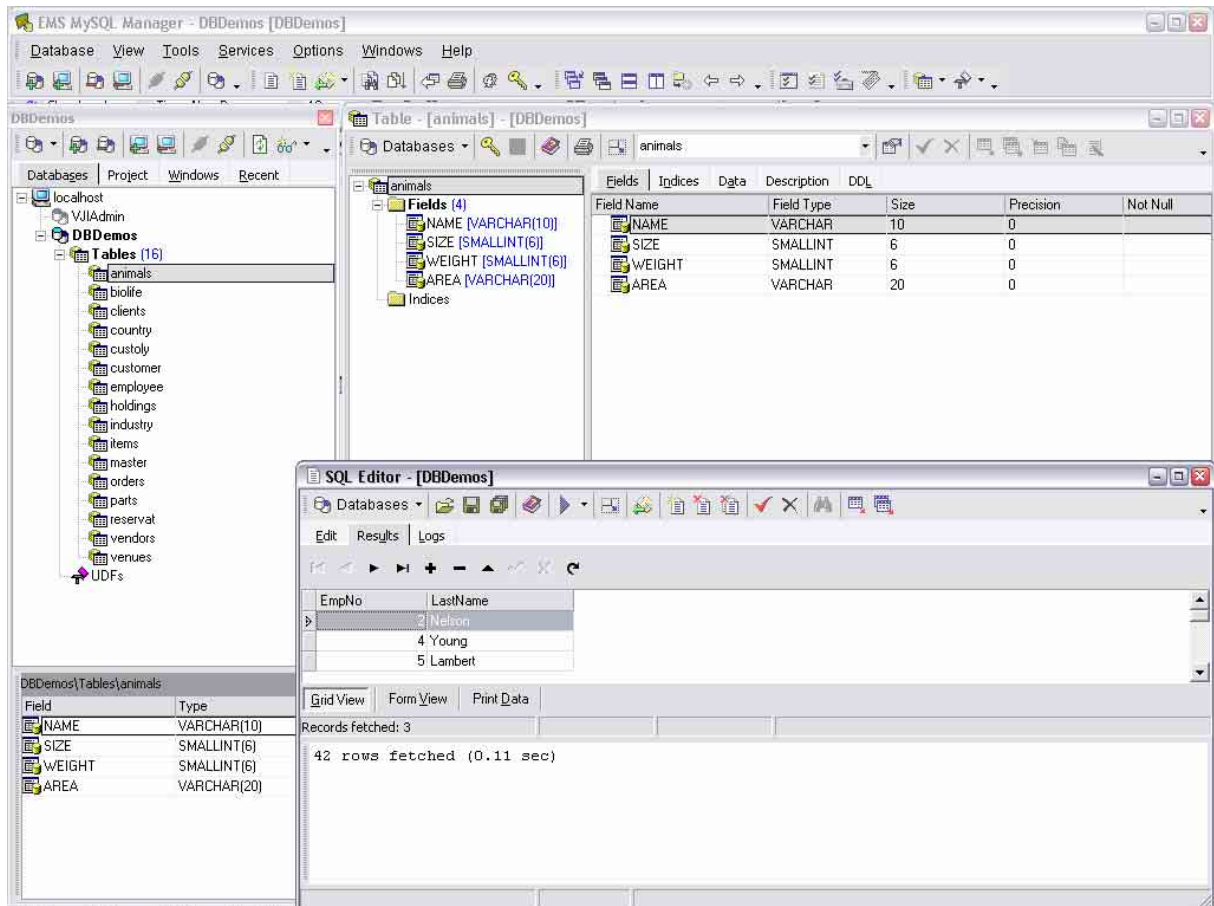 EMS MySQL Manager - DBDemos [DBDemos]
Database View Tools Services Options Windows Help
DBDemos
Databases Project Windows Recent
localhost
VJIAdmin
DBDemos
Tables (16)
animals
biolife
clients
country
custoly
customer
employee
holdings
industry
items
master
orders
parts
reservat
vendors
venues
UDFs
DBDemos\Tables\animals
Field Type
NAME VARCHAR(10)
SIZE SMALLINT(6)
WEIGHT SMALLINT(6)
AREA VARCHAR(20)
Table - [animals] - [DBDemos]
Databases animals
animals
Fields (4)
NAME [VARCHAR(10)]
SIZE [SMALLINT(6)]
WEIGHT [SMALLINT(6)]
AREA [VARCHAR(20)]
Indices
Fields Indices Data Description DDL
Field Name Field Type Size Precision Not Null
NAME VARCHAR 10 0
SIZE SMALLINT 6 0
WEIGHT SMALLINT 6 0
AREA VARCHAR 20 0
SQL Editor - [DBDemos]
Databases
Edit Results Logs
EmpNo LastName
2 Nelson
4 Young
5 Lambert
Grid View Form View Print Data
Records fetched: 3
42 rows fetched (0.11 sec)